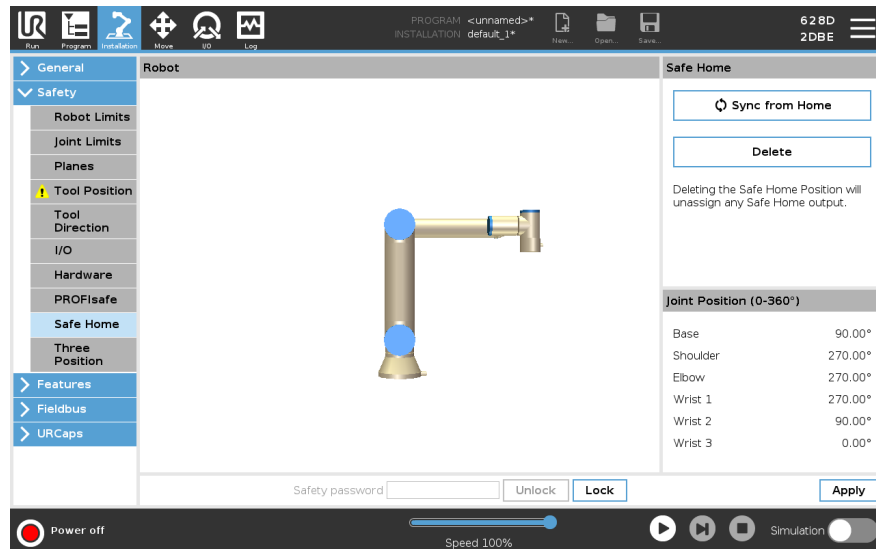 UR
Run
Program
Installation
Move
I/O
Log
PROGRAM <unnamed>*
INSTALLATION default_1*
New...
Open...
Save...
628D
2DBE
General
Safety
Robot Limits
Joint Limits
Planes
Tool Position
Tool
Direction
I/O
Hardware
PROFIsafe
Safe Home
Three
Position
Features
Fieldbus
URCaps
Robot
Safe Home
Sync from Home
Delete
Deleting the Safe Home Position will
unassign any Safe Home output.
Joint Position (0-360°)
Base 90.00°
Shoulder 270.00°
Elbow 270.00°
Wrist 1 270.00°
Wrist 2 90.00°
Wrist 3 0.00°
Safety password
Unlock
Lock
Apply
Power off
Speed 100%
Simulation